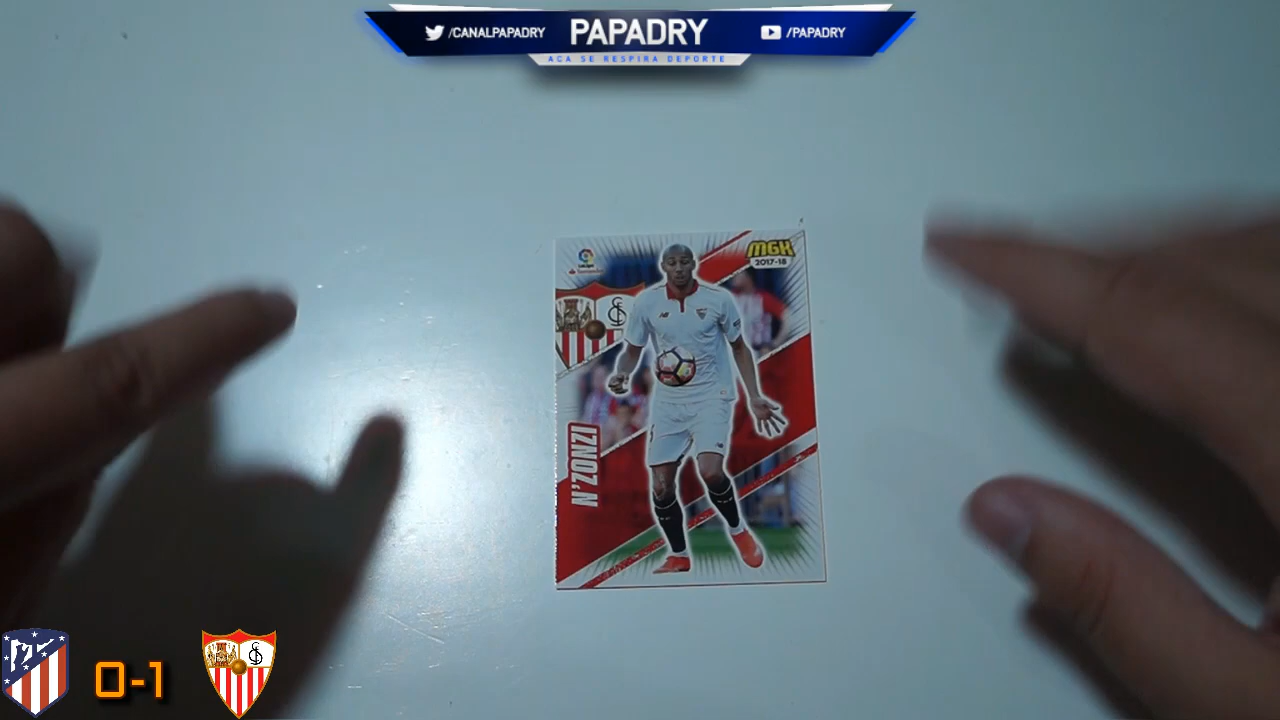 /CANALPAPADRY
PAPADRY
/PAPADRY
ACA SE RESPIRA DEPORTE
MGK
2017-18
N'ZONZI
0-1